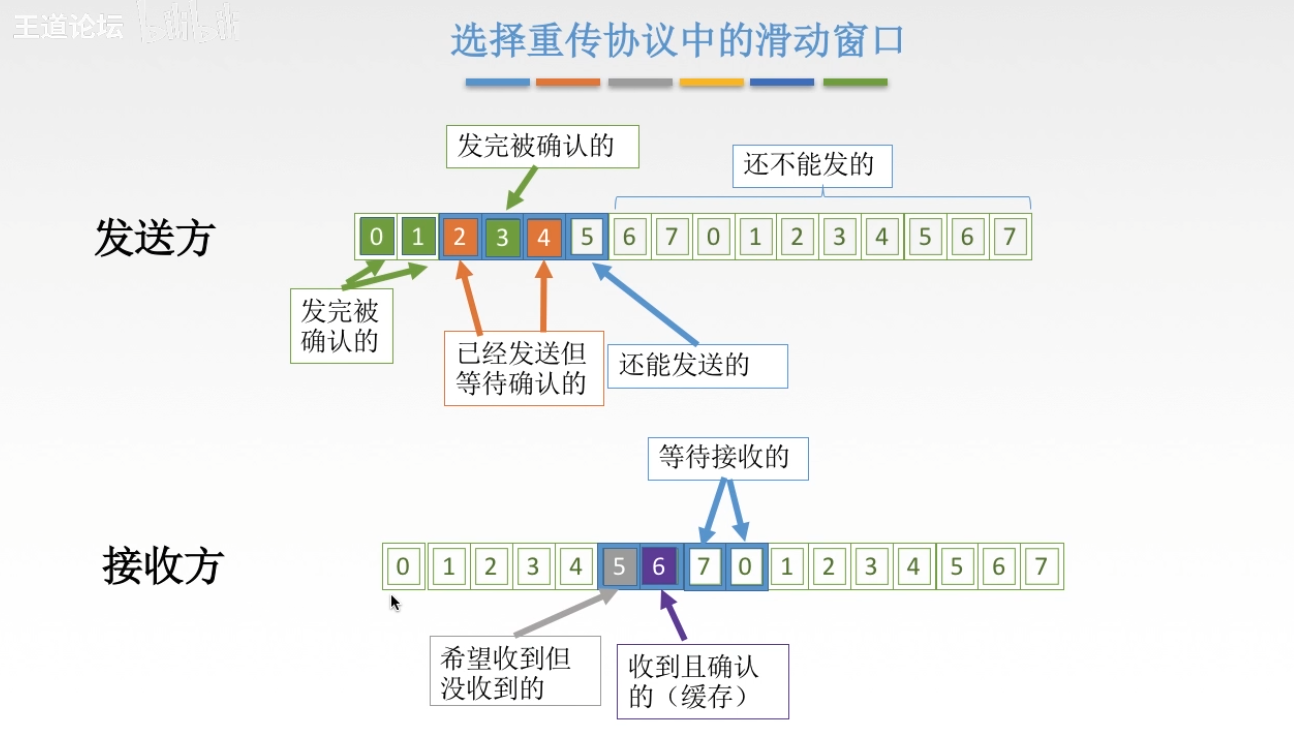 王道论坛 bilibili
选择重传协议中的滑动窗口
发完被确认的
还不能发的
发送方
0 1 2 3 4 5 6 7 0 1 2 3 4 5 6 7
发完被
确认的
已经发送但
等待确认的
还能发送的
等待接收的
接收方
0 1 2 3 4 5 6 7 0 1 2 3 4 5 6 7
希望收到但
没收到的
收到且确认
的（缓存）